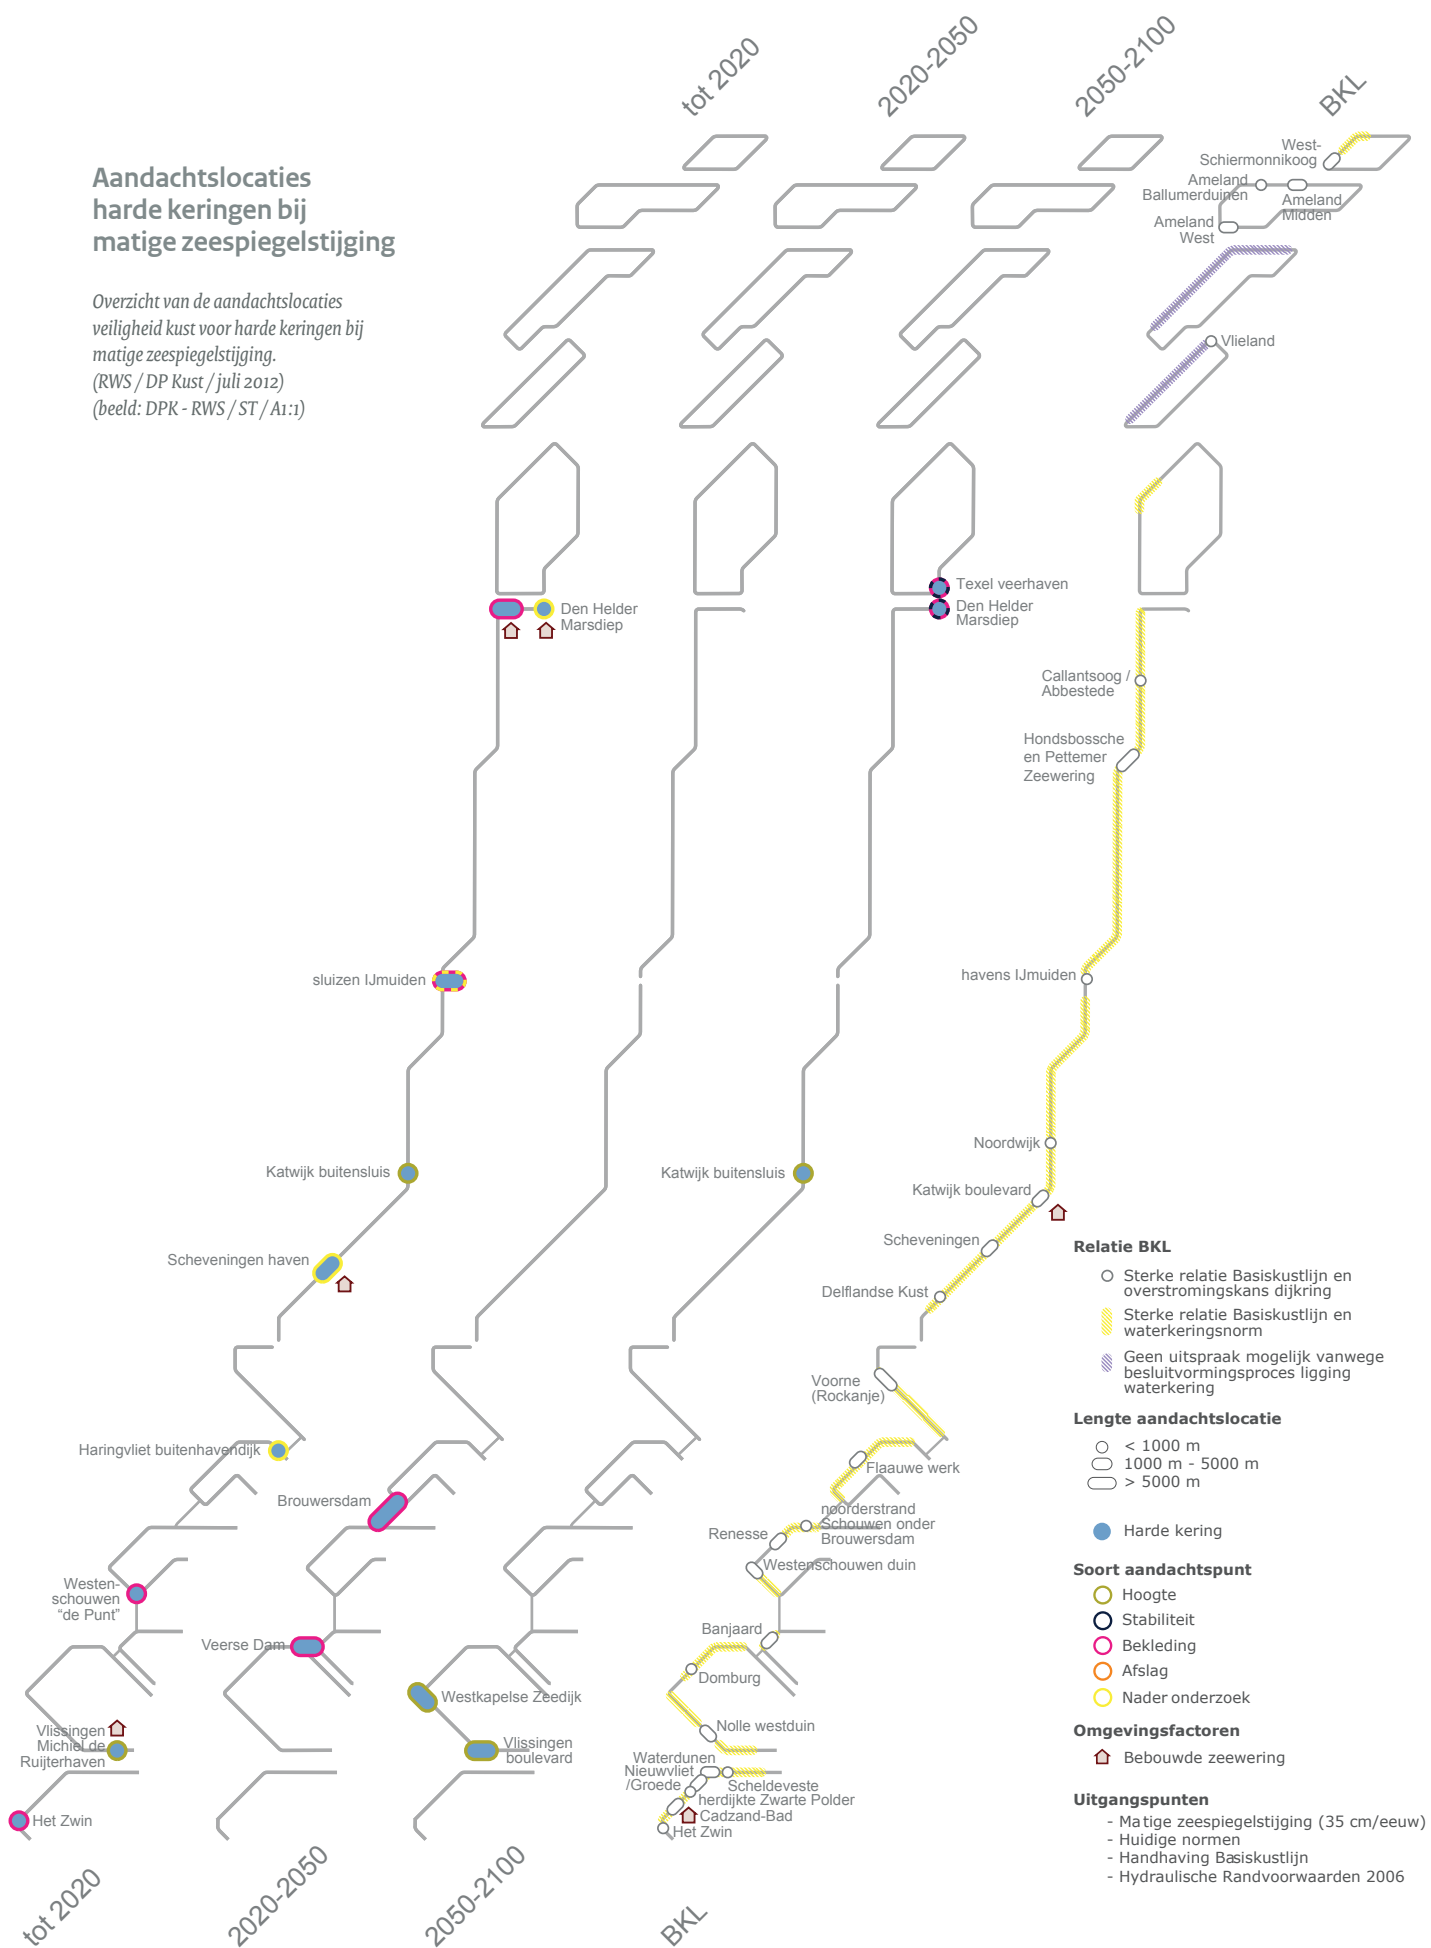 tot 2020
2020-2050
2050-2100
BKL
Aandachtslocaties
harde keringen bij
matige zeespiegelstijging
Overzicht van de aandachtslocaties
veiligheid kust voor harde keringen bij
matige zeespiegelstijging.
(RWS / DP Kust / juli 2012)
(beeld: DPK - RWS / ST / A1:1)
West-
Schiermonnikoog
Ameland
Ballumerduinen
Ameland
Midden
Ameland
West
Vlieland
Den Helder
Marsdiep
Texel veerhaven
Den Helder
Marsdiep
Callantsoog /
Abbestede
Hondsbossche
en Pettemer
Zeewering
sluizen IJmuiden
havens IJmuiden
Noordwijk
Katwijk buitensluis
Katwijk buitensluis
Katwijk boulevard
Scheveningen haven
Scheveningen
Delflandse Kust
Voorne
(Rockanje)
Haringvliet buitenhavendijk
Flaauwe werk
Brouwersdam
noorderstrand
Schouwen onder
Brouwersdam
Renesse
Westenschouwen duin
Westen-
schouwen
"de Punt"
Veerse Dam
Banjaard
Domburg
Westkapelse Zeedijk
Nolle westduin
Vlissingen
Michiel de
Ruijterhaven
Vlissingen
boulevard
Waterdunen
Nieuwvliet
/Groede
Scheldeveste
herdijkte Zwarte Polder
Cadzand-Bad
Het Zwin
Het Zwin
Relatie BKL
Sterke relatie Basiskustlijn en
overstromingskans dijkring
Sterke relatie Basiskustlijn en
waterkeringsnorm
Geen uitspraak mogelijk vanwege
besluitvormingsproces ligging
waterkering
Lengte aandachtslocatie
< 1000 m
1000 m - 5000 m
> 5000 m
Harde kering
Soort aandachtspunt
Hoogte
Stabiliteit
Bekleding
Afslag
Nader onderzoek
Omgevingsfactoren
Bebouwde zeewering
Uitgangspunten
- Matige zeespiegelstijging (35 cm/eeuw)
- Huidige normen
- Handhaving Basiskustlijn
- Hydraulische Randvoorwaarden 2006
tot 2020
2020-2050
2050-2100
BKL